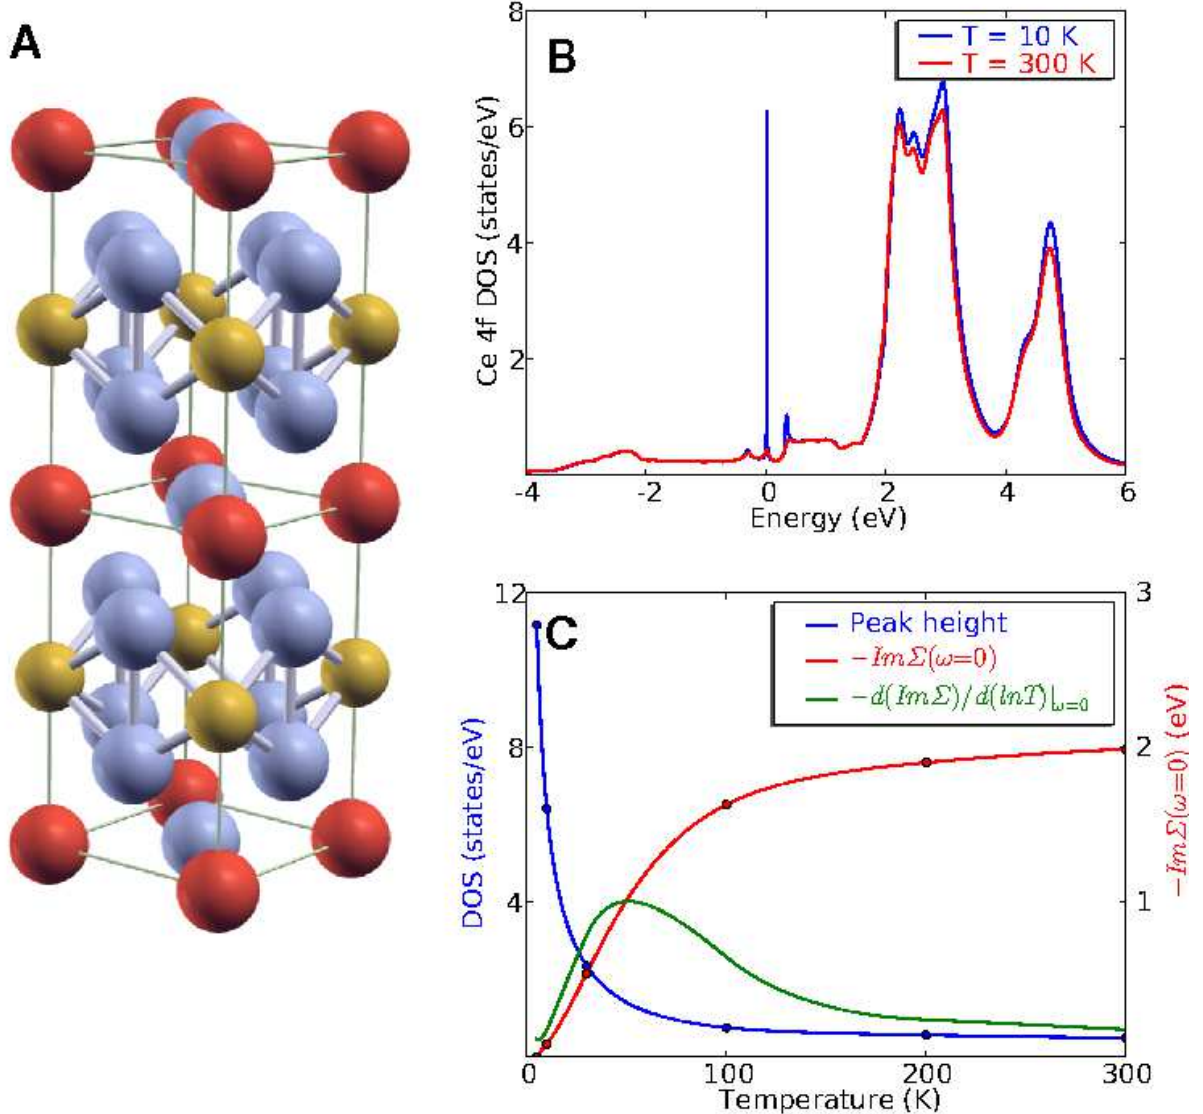 A
B
T = 10 K
T = 300 K
Ce 4f DOS (states/eV)
8
6
4
2
-4
-2
0
2
4
6
Energy (eV)
C
Peak height
−ImΣ(ω=0)
−d(ImΣ)/d(lnT)|ω=0
DOS (states/eV)
12
8
4
3
2
1
−ImΣ(ω=0) (eV)
0
100
200
300
Temperature (K)